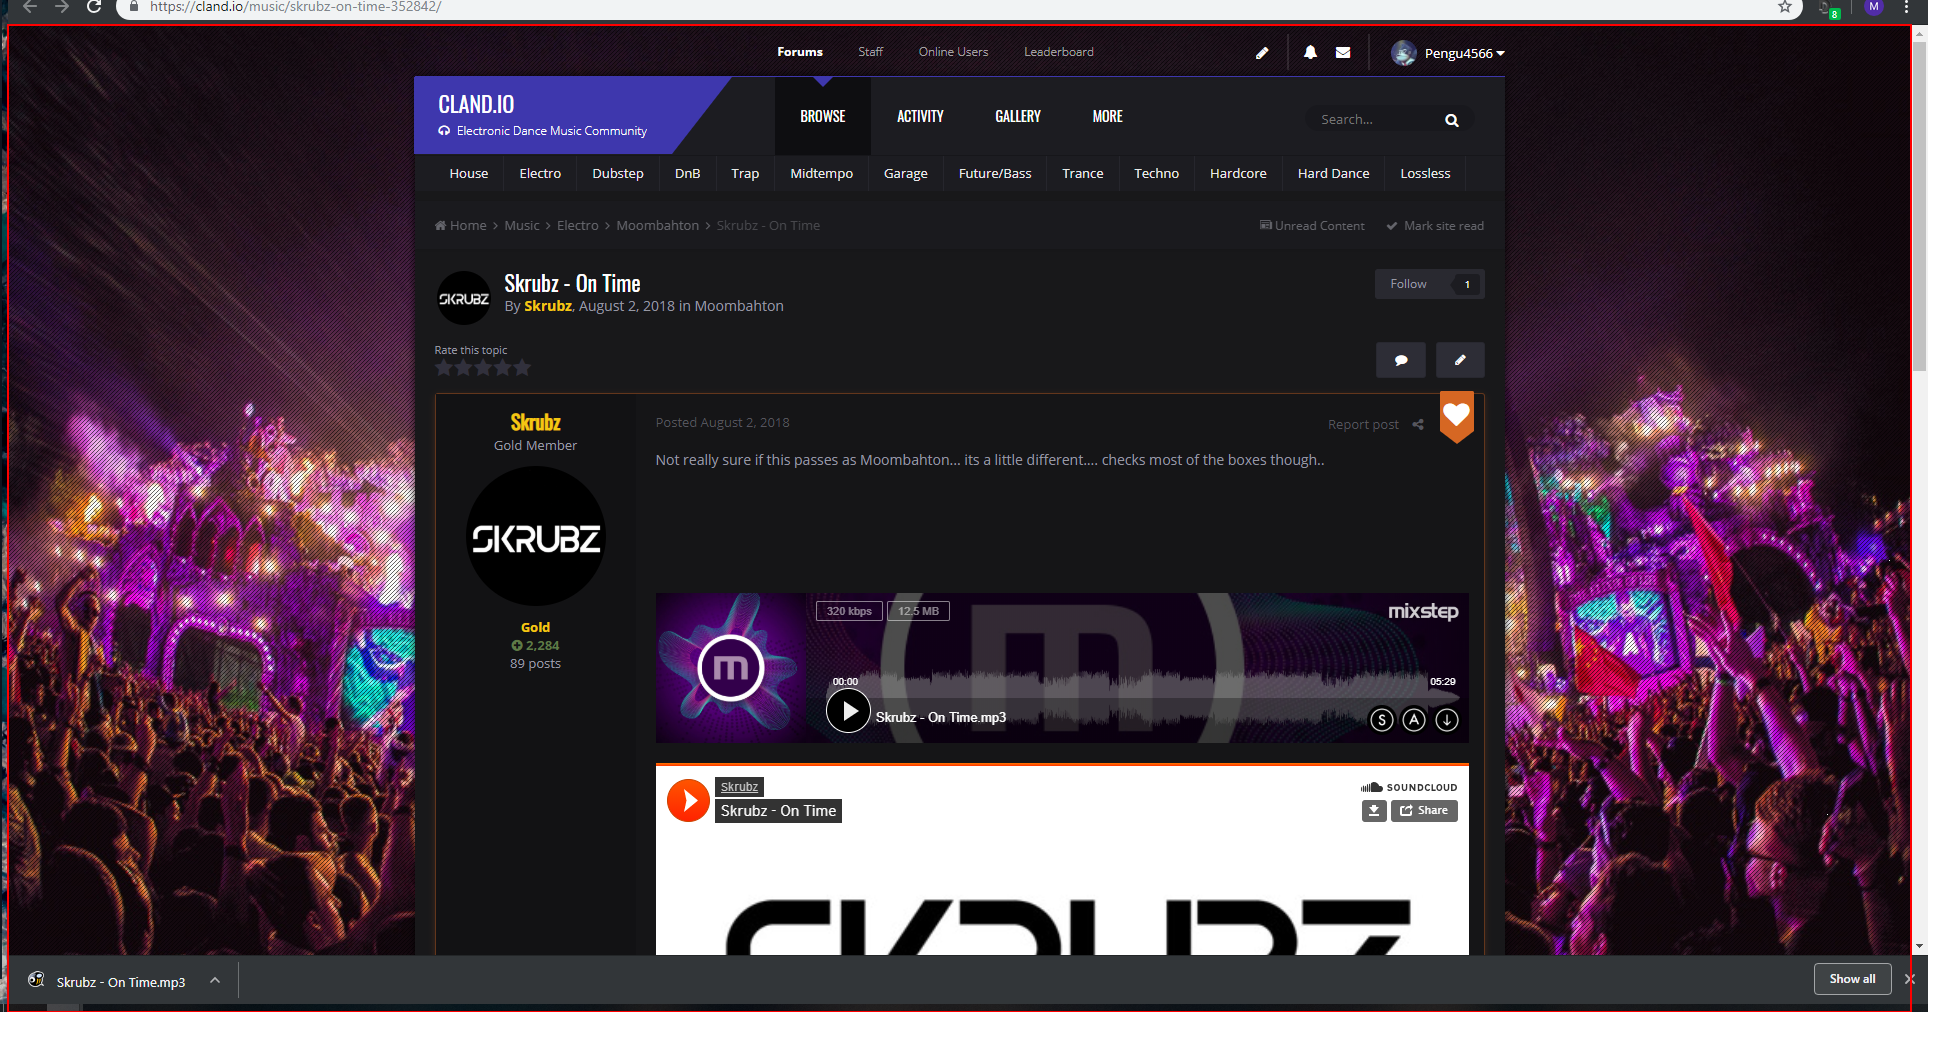 https://cland.io/music/skrubz-on-time-352842/
8
M
Forums Staff Online Users Leaderboard
Pengu4566
CLAND.IO
Electronic Dance Music Community
BROWSE ACTIVITY GALLERY MORE
Search...
House Electro Dubstep DnB Trap Midtempo Garage Future/Bass Trance Techno Hardcore Hard Dance Lossless
Home > Music > Electro > Moombahton > Skrubz - On Time
Unread Content Mark site read
SKRUBZ
Skrubz - On Time
By Skrubz, August 2, 2018 in Moombahton
Follow 1
Rate this topic
Skrubz
Gold Member
SKRUBZ
Gold
2,284
89 posts
Posted August 2, 2018
Report post
Not really sure if this passes as Moombahton... its a little different.... checks most of the boxes though..
320 kbps 12.5 MB
mixstep
m
m
00:00
05:29
Skrubz - On Time.mp3
S A
Skrubz
Skrubz - On Time
SOUNDCLOUD
Share
SKRUBZ
Skrubz - On Time.mp3
Show all